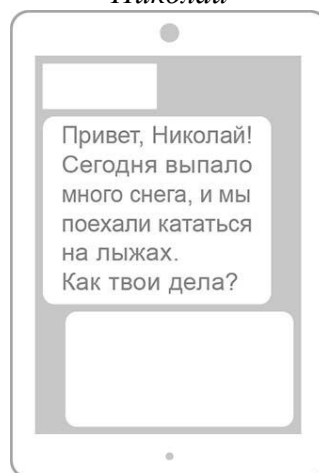 Николай
Привет, Николай!
Сегодня выпало
много снега, и мы
поехали кататься
на лыжах.
Как твои дела?